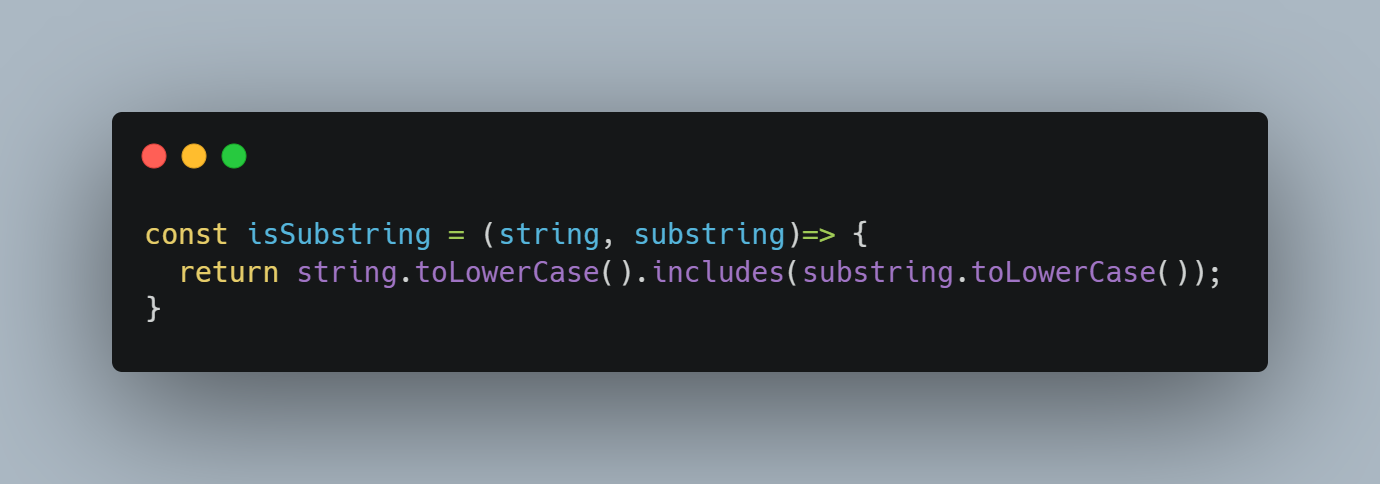 const isSubstring = (string, substring)=> {
  return string.toLowerCase().includes(substring.toLowerCase());
}